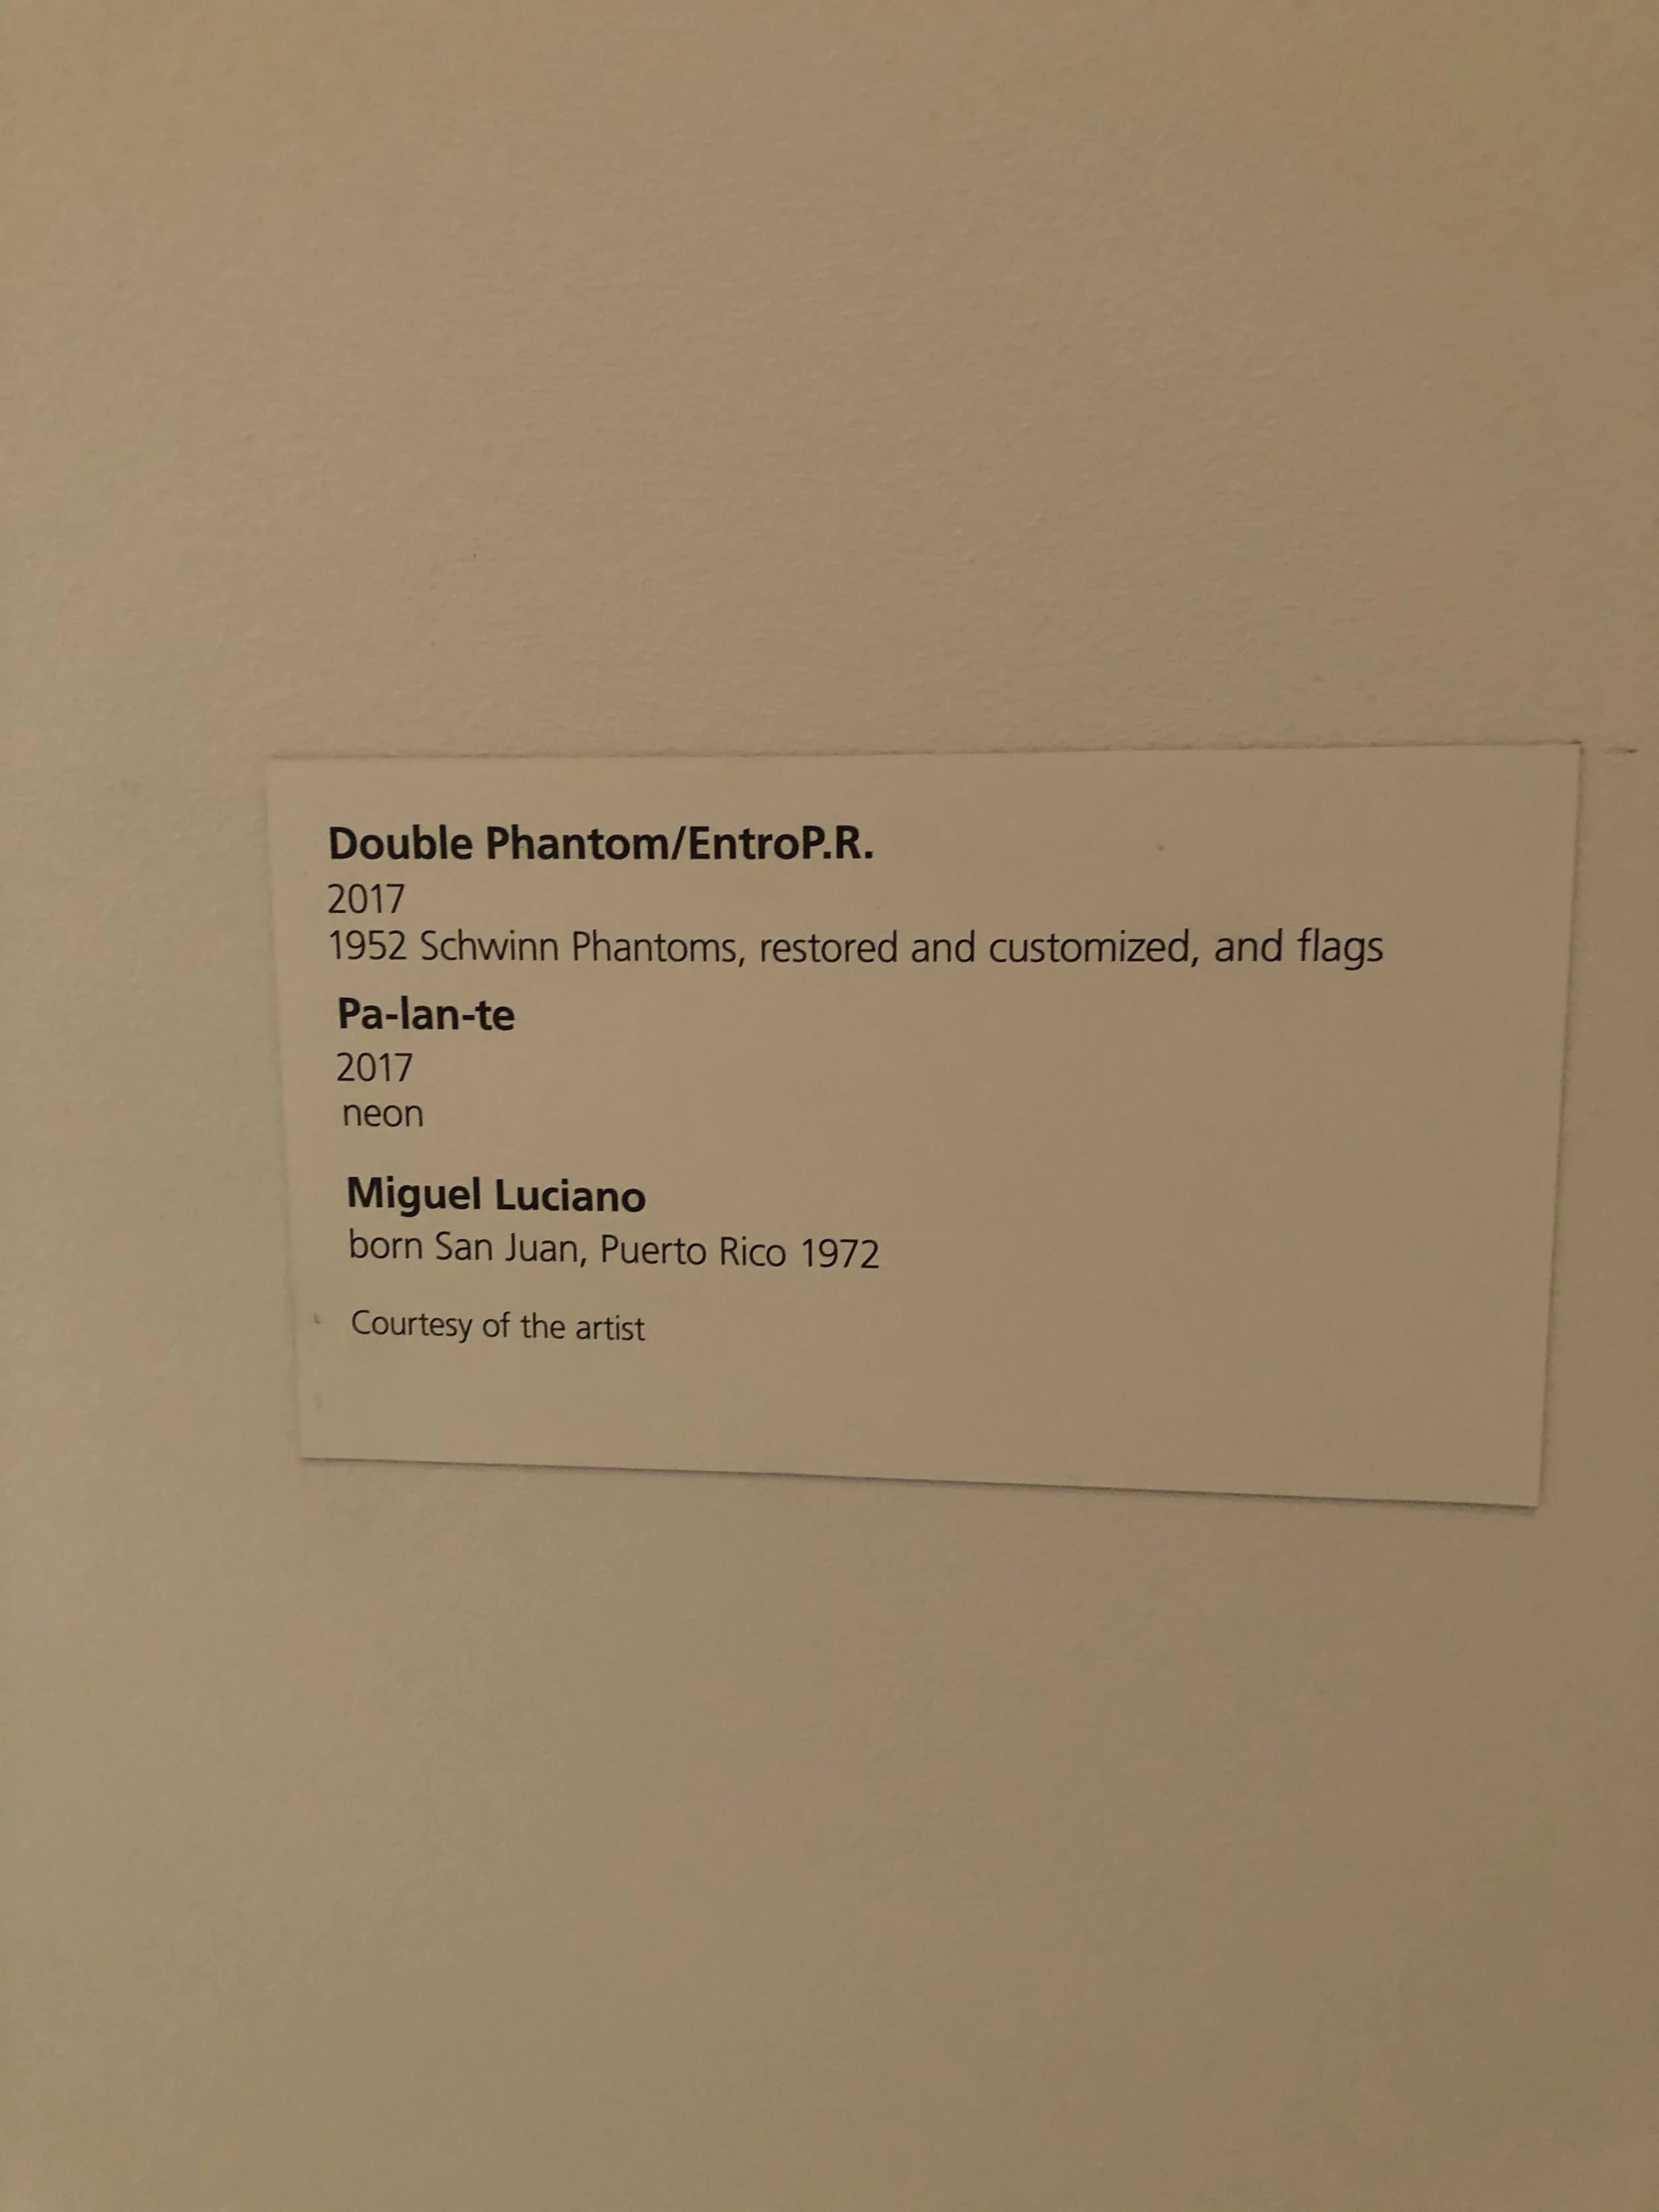 Double Phantom/EntroP.R.
2017
1952 Schwinn Phantoms, restored and customized, and flags
Pa-lan-te
2017
neon
Miguel Luciano
born San Juan, Puerto Rico 1972
Courtesy of the artist